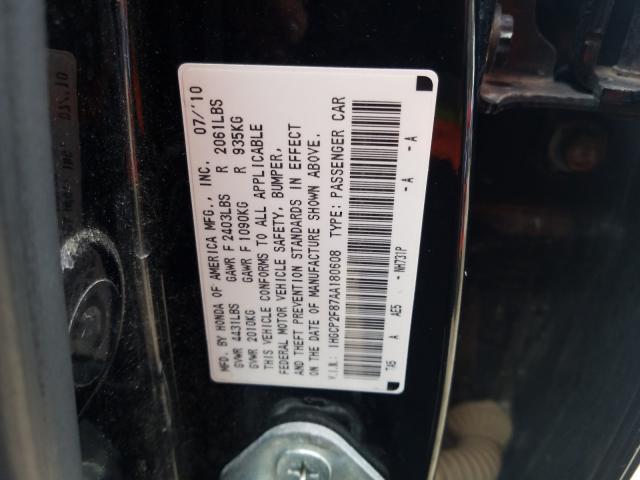 MFD. BY HONDA OF AMERICA MFG., INC. 07/'10
GVWR 4431LBS GAWR F 2403LBS R 2061LBS
GVWR 2010KG GAWR F 1090KG R 935KG
THIS VEHICLE CONFORMS TO ALL APPLICABLE
FEDERAL MOTOR VEHICLE SAFETY, BUMPER,
AND THEFT PREVENTION STANDARDS IN EFFECT
ON THE DATE OF MANUFACTURE SHOWN ABOVE.
V.I.N.: 1HGCP2F87AA180608 TYPE: PASSENGER CAR
TA5 A AE5 - NH731P -A -A